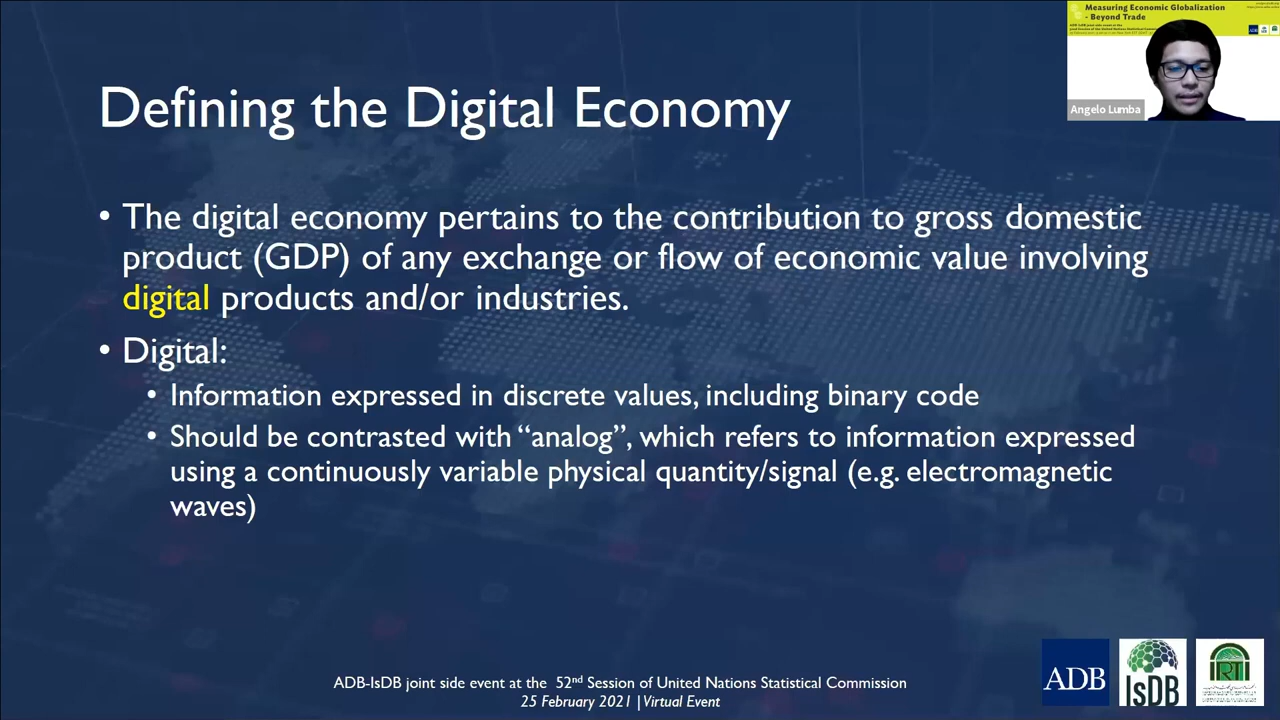 Measuring Economic Globalization
- Beyond Trade
Angelo Lumba
Defining the Digital Economy
• The digital economy pertains to the contribution to gross domestic
product (GDP) of any exchange or flow of economic value involving
digital products and/or industries.
• Digital:
• Information expressed in discrete values, including binary code
• Should be contrasted with “analog”, which refers to information expressed
using a continuously variable physical quantity/signal (e.g. electromagnetic
waves)
ADB
IsDB
IRTI
ADB-IsDB joint side event at the 52nd Session of United Nations Statistical Commission
25 February 2021 | Virtual Event